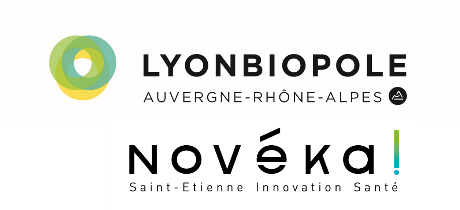 LYONBIOPOLE
AUVERGNE-RHÔNE-ALPES
NOVéKA!
Saint-Etienne Innovation Santé